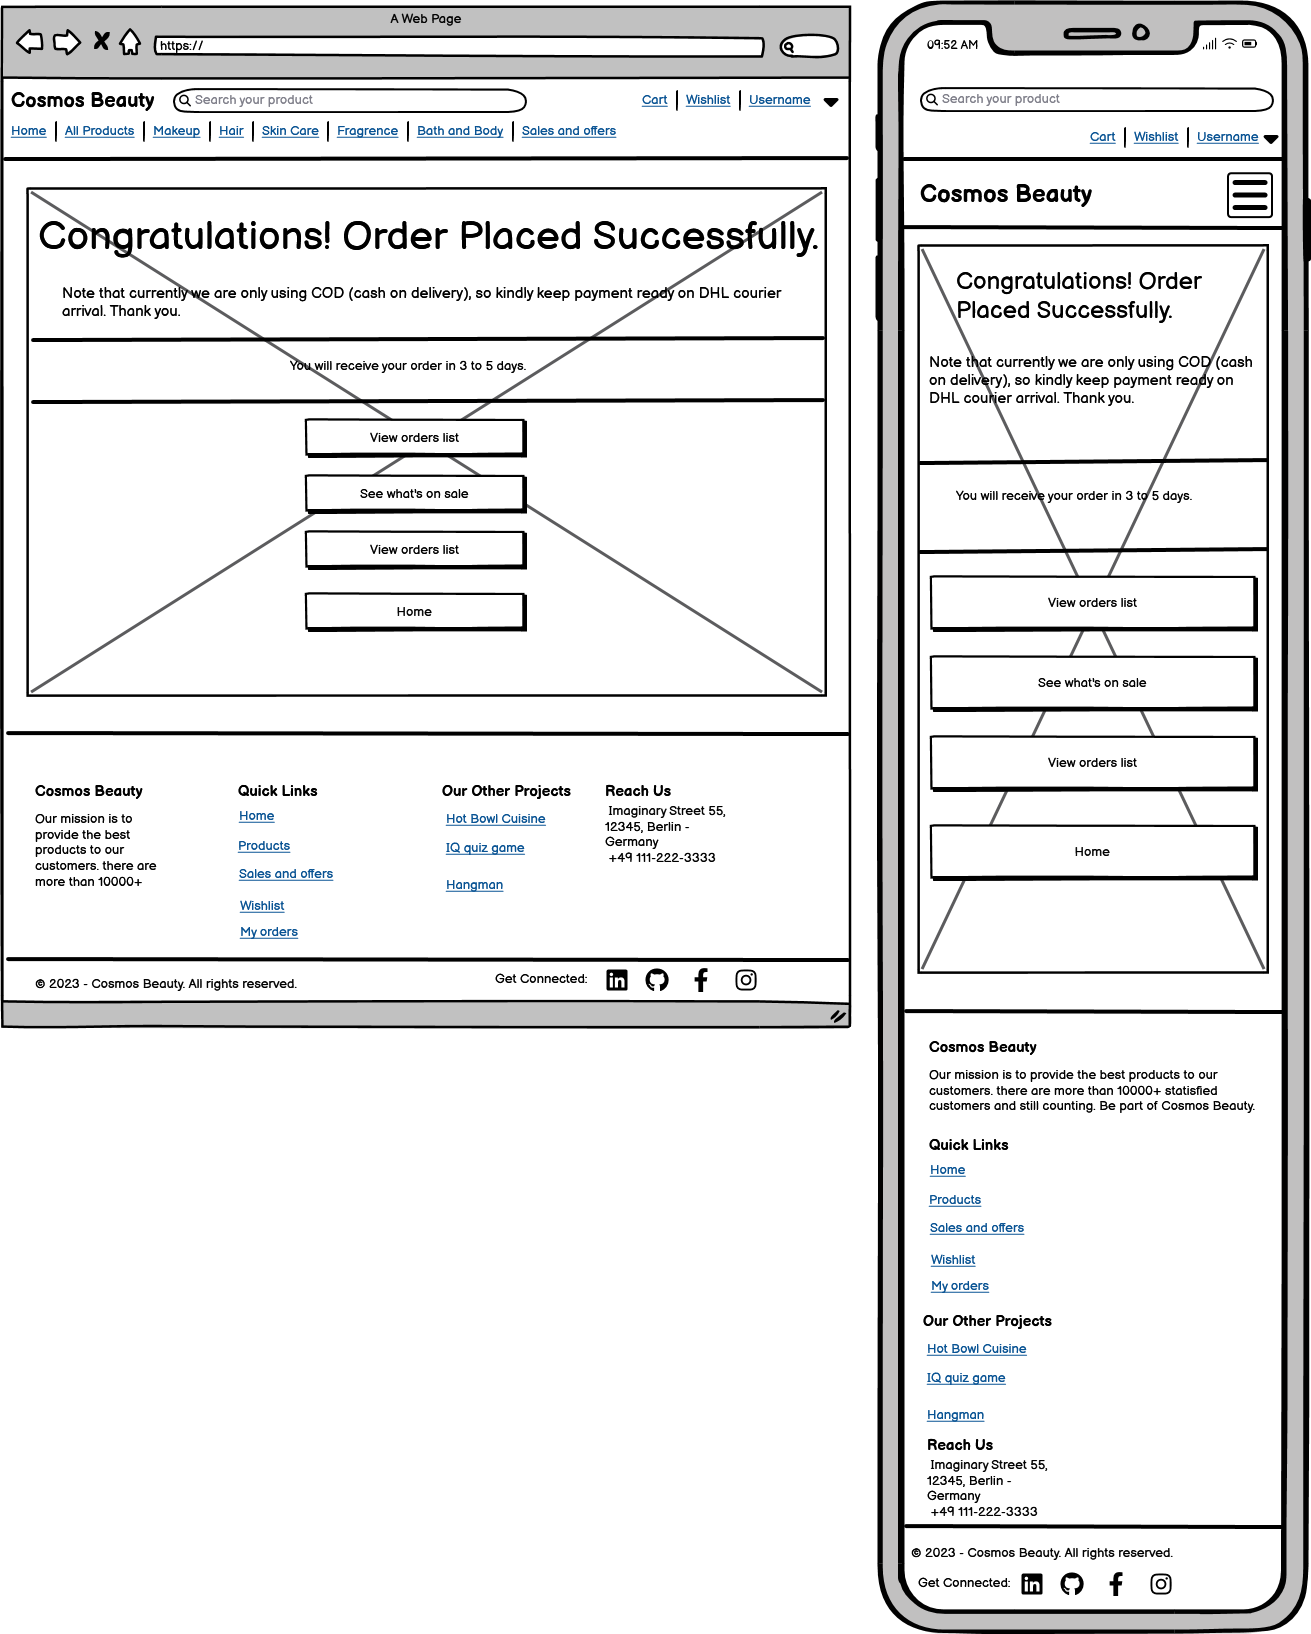 A Web Page
https://
Cosmos Beauty
Search your product
Cart Wishlist Username
Home All Products Makeup Hair Skin Care Fragrence Bath and Body Sales and offers
Congratulations! Order Placed Successfully.
Note that currently we are only using COD (cash on delivery), so kindly keep payment ready on DHL courier
arrival. Thank you.
You will receive your order in 3 to 5 days.
View orders list
See what's on sale
View orders list
Home
Cosmos Beauty
Our mission is to
provide the best
products to our
customers. there are
more than 10000+
Quick Links
Home
Products
Sales and offers
Wishlist
My orders
Our Other Projects
Hot Bowl Cuisine
IQ quiz game
Hangman
Reach Us
Imaginary Street 55,
12345, Berlin -
Germany
+49 111-222-3333
© 2023 - Cosmos Beauty. All rights reserved.
Get Connected:
09:52 AM
Search your product
Cart Wishlist Username
Cosmos Beauty
Congratulations! Order
Placed Successfully.
Note that currently we are only using COD (cash
on delivery), so kindly keep payment ready on
DHL courier arrival. Thank you.
You will receive your order in 3 to 5 days.
View orders list
See what's on sale
View orders list
Home
Cosmos Beauty
Our mission is to provide the best products to our
customers. there are more than 10000+ statisfied
customers and still counting. Be part of Cosmos Beauty.
Quick Links
Home
Products
Sales and offers
Wishlist
My orders
Our Other Projects
Hot Bowl Cuisine
IQ quiz game
Hangman
Reach Us
Imaginary Street 55,
12345, Berlin -
Germany
+49 111-222-3333
© 2023 - Cosmos Beauty. All rights reserved.
Get Connected: